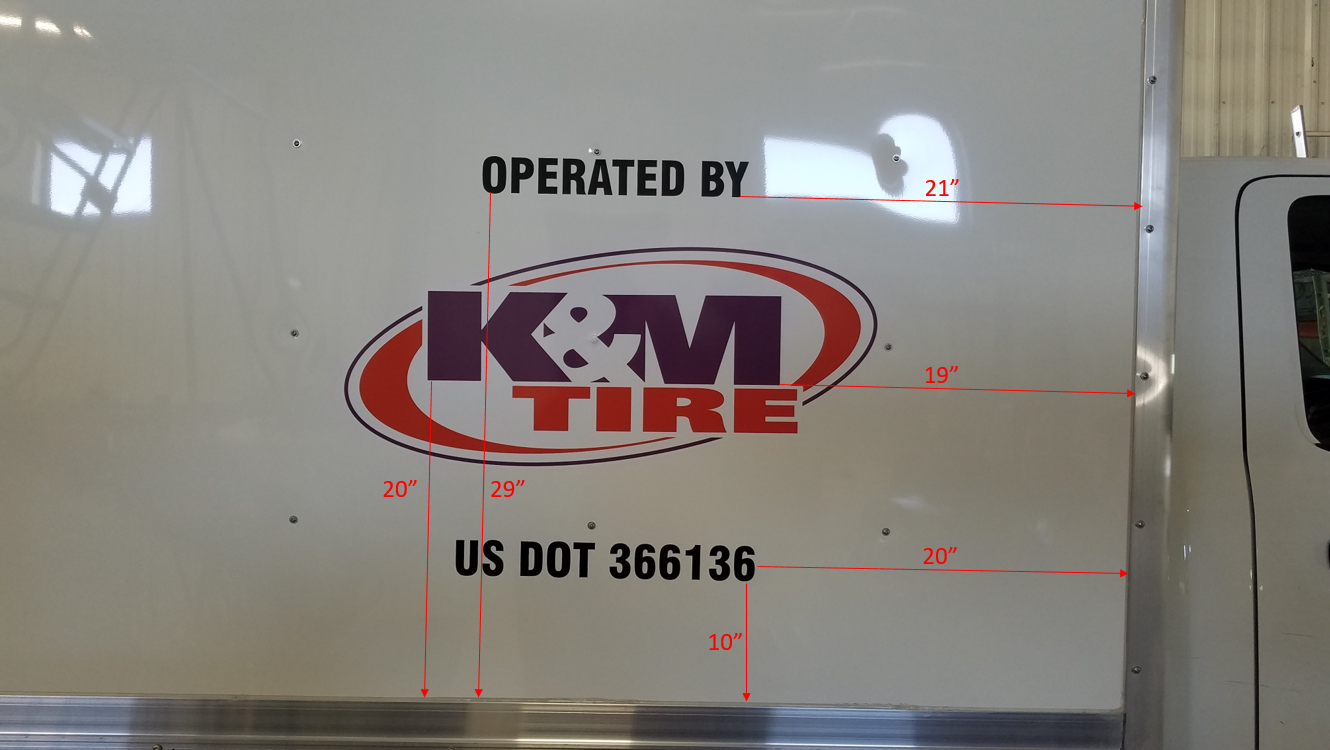 OPERATED BY
21”
K&M
19”
TIRE
20”
29”
US DOT 366136
20”
10”